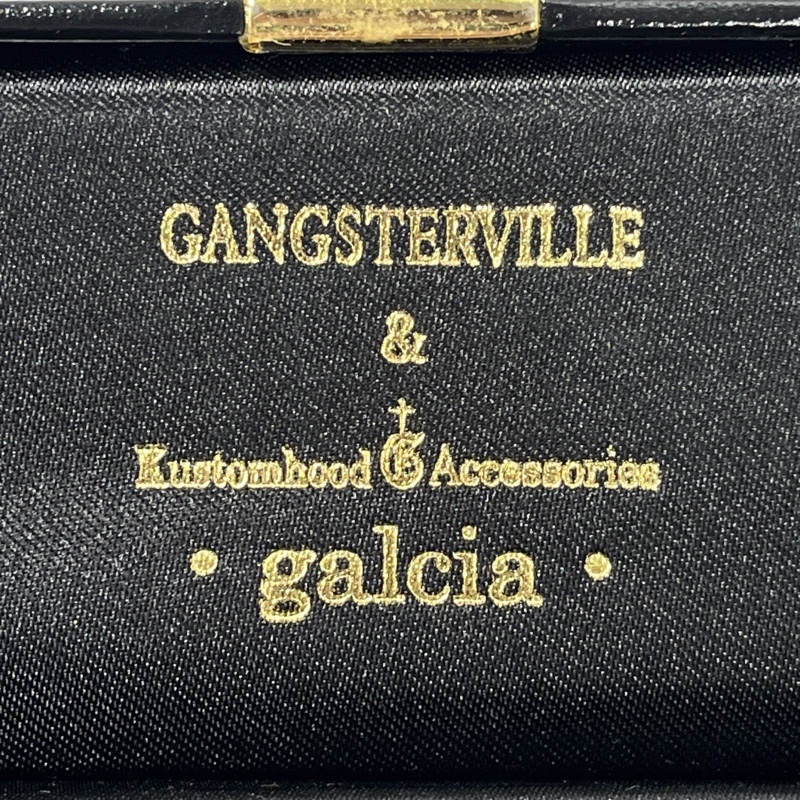 GANGSTERVILLE
&
Kustomhood G Accessories
• galcia •